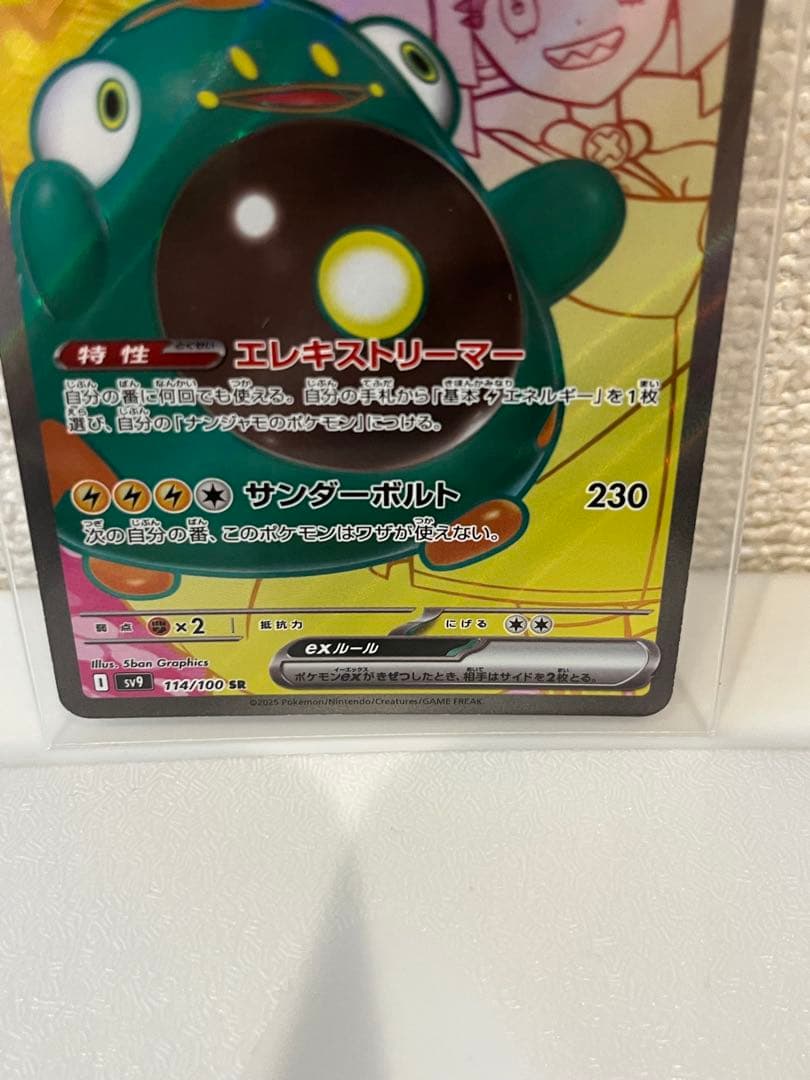 特性 とくせい エレキストリーマー
自分の番に何回でも使える。自分の手札から「基本エネルギー」を1枚
選び、自分の「ナンジャモのポケモン」につける。
サンダーボルト 230
次の自分の番、このポケモンはワザが使えない。
弱点 ×2 抵抗力 にげる
exルール
ポケモンexがきぜつしたとき、相手はサイドを2枚とる。
Illus. 5ban Graphics
I sv9 114/100 SR
©2025 Pokémon/Nintendo/Creatures/GAME FREAK.